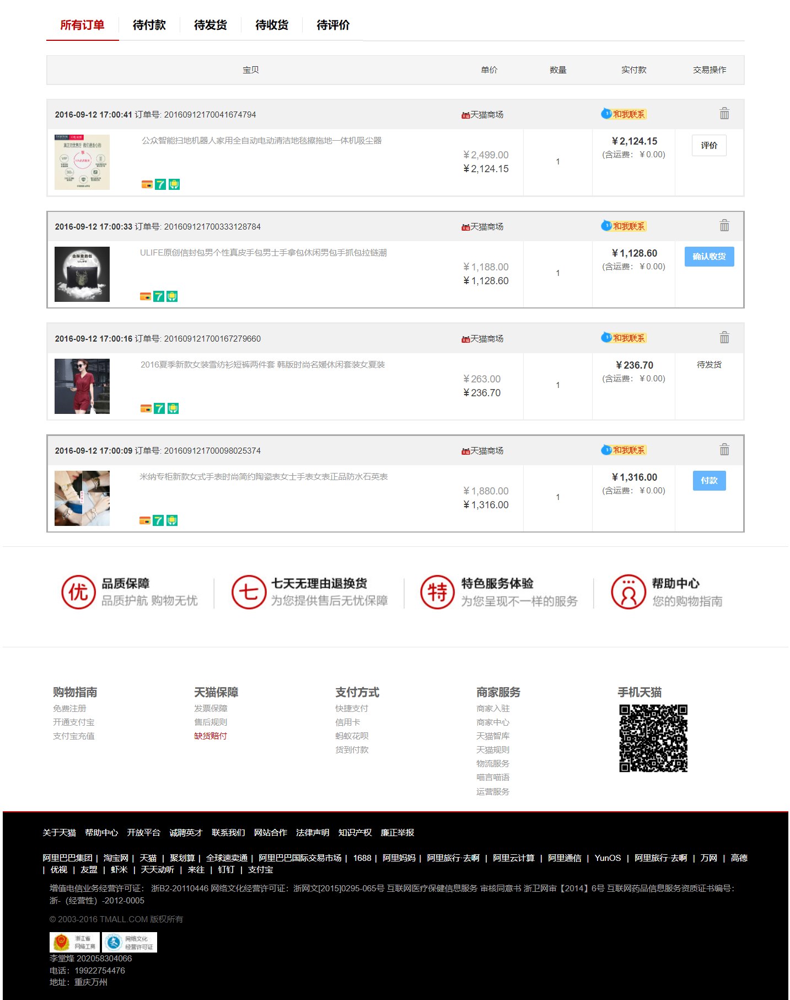 所有订单 待付款 待发货 待收货 待评价
宝贝 单价 数量 实付款 交易操作
2016-09-12 17:00:41 订单号: 20160912170041674794 天猫商场 和我联系
公众智能扫地机器人家用全自动电动清洁地毯擦拖地一体机吸尘器
￥2,499.00
￥2,124.15
1
￥2,124.15
(含运费：￥0.00)
评价
2016-09-12 17:00:33 订单号: 201609121700333128784 天猫商场 和我联系
会探索的包
ULIFE
ULIFE原创信封包男个性真皮手包男士手拿包休闲男包手抓包拉链潮
￥1,188.00
￥1,128.60
1
￥1,128.60
(含运费：￥0.00)
确认收货
2016-09-12 17:00:16 订单号: 201609121700167279660 天猫商场 和我联系
2016夏季新款女装雪纺衫短裤两件套 韩版时尚名媛休闲套装女夏装
￥263.00
￥236.70
1
￥236.70
(含运费：￥0.00)
待发货
2016-09-12 17:00:09 订单号: 201609121700098025374 天猫商场 和我联系
米纳专柜新款女式手表时尚简约陶瓷表女士手表女表正品防水石英表
￥1,880.00
￥1,316.00
1
￥1,316.00
(含运费：￥0.00)
付款
优 品质保障
品质护航 购物无忧
七 七天无理由退换货
为您提供售后无忧保障
特 特色服务体验
为您呈现不一样的服务
帮助中心
您的购物指南
购物指南
免费注册
开通支付宝
支付宝充值
天猫保障
发票保障
售后规则
缺货赔付
支付方式
快捷支付
信用卡
蚂蚁花呗
货到付款
商家服务
商家入驻
商家中心
天猫智库
天猫规则
物流服务
喵言喵语
运营服务
手机天猫
关于天猫 帮助中心 开放平台 诚聘英才 联系我们 网站合作 法律声明 知识产权 廉正举报
阿里巴巴集团 | 淘宝网 | 天猫 | 聚划算 | 全球速卖通 | 阿里巴巴国际交易市场 | 1688 | 阿里妈妈 | 阿里旅行·去啊 | 阿里云计算 | 阿里通信 | YunOS | 阿里旅行·去啊 | 万网 | 高德
| 优视 | 友盟 | 虾米 | 天天动听 | 来往 | 钉钉 | 支付宝
增值电信业务经营许可证： 浙B2-20110446 网络文化经营许可证：浙网文[2015]0295-065号 互联网医疗保健信息服务 审核同意书 浙卫网审【2014】6号 互联网药品信息服务资质证书编号：
浙-（经营性）-2012-0005
© 2003-2016 TMALL.COM 版权所有
浙江省
网络工商
网络文化
经营许可证
李堂烽 202058304066
电话：19922754476
地址：重庆万州